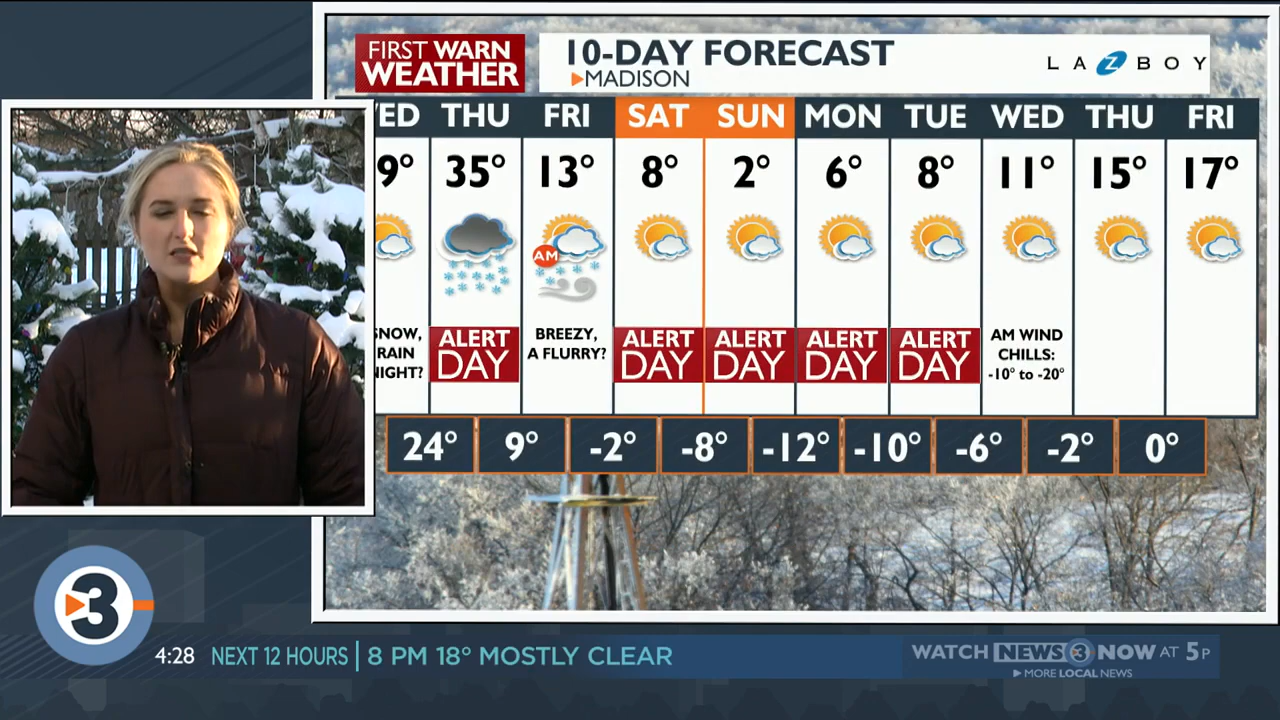 FIRST WARN
WEATHER
10-DAY FORECAST
MADISON
LA Z BOY
ED THU FRI SAT SUN MON TUE WED THU FRI
9° 35° 13° 8° 2° 6° 8° 11° 15° 17°
AM
SNOW,
RAIN
NIGHT?
ALERT
DAY
BREEZY,
A FLURRY?
ALERT
DAY
ALERT
DAY
ALERT
DAY
ALERT
DAY
AM WIND
CHILLS:
-10° to -20°
24° 9° -2° -8° -12° -10° -6° -2° 0°
3
4:28 NEXT 12 HOURS | 8 PM 18° MOSTLY CLEAR
WATCH NEWS 3 NOW AT 5P
MORE LOCAL NEWS